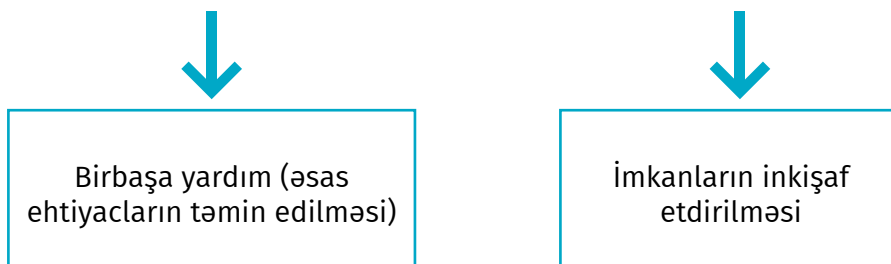 Birbaşa yardım (əsas
ehtiyacların təmin edilməsi)
İmkanların inkişaf
etdirilməsi